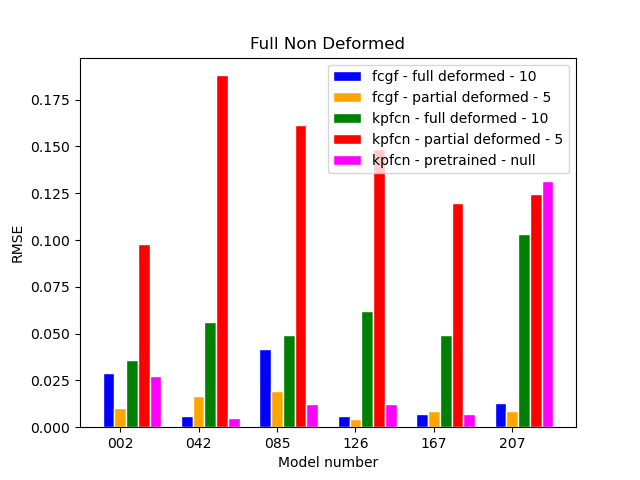 Full Non Deformed
fcgf - full deformed - 10
fcgf - partial deformed - 5
kpfcn - full deformed - 10
kpfcn - partial deformed - 5
kpfcn - pretrained - null
RMSE
0.175
0.150
0.125
0.100
0.075
0.050
0.025
0.000
002 042 085 126 167 207
Model number